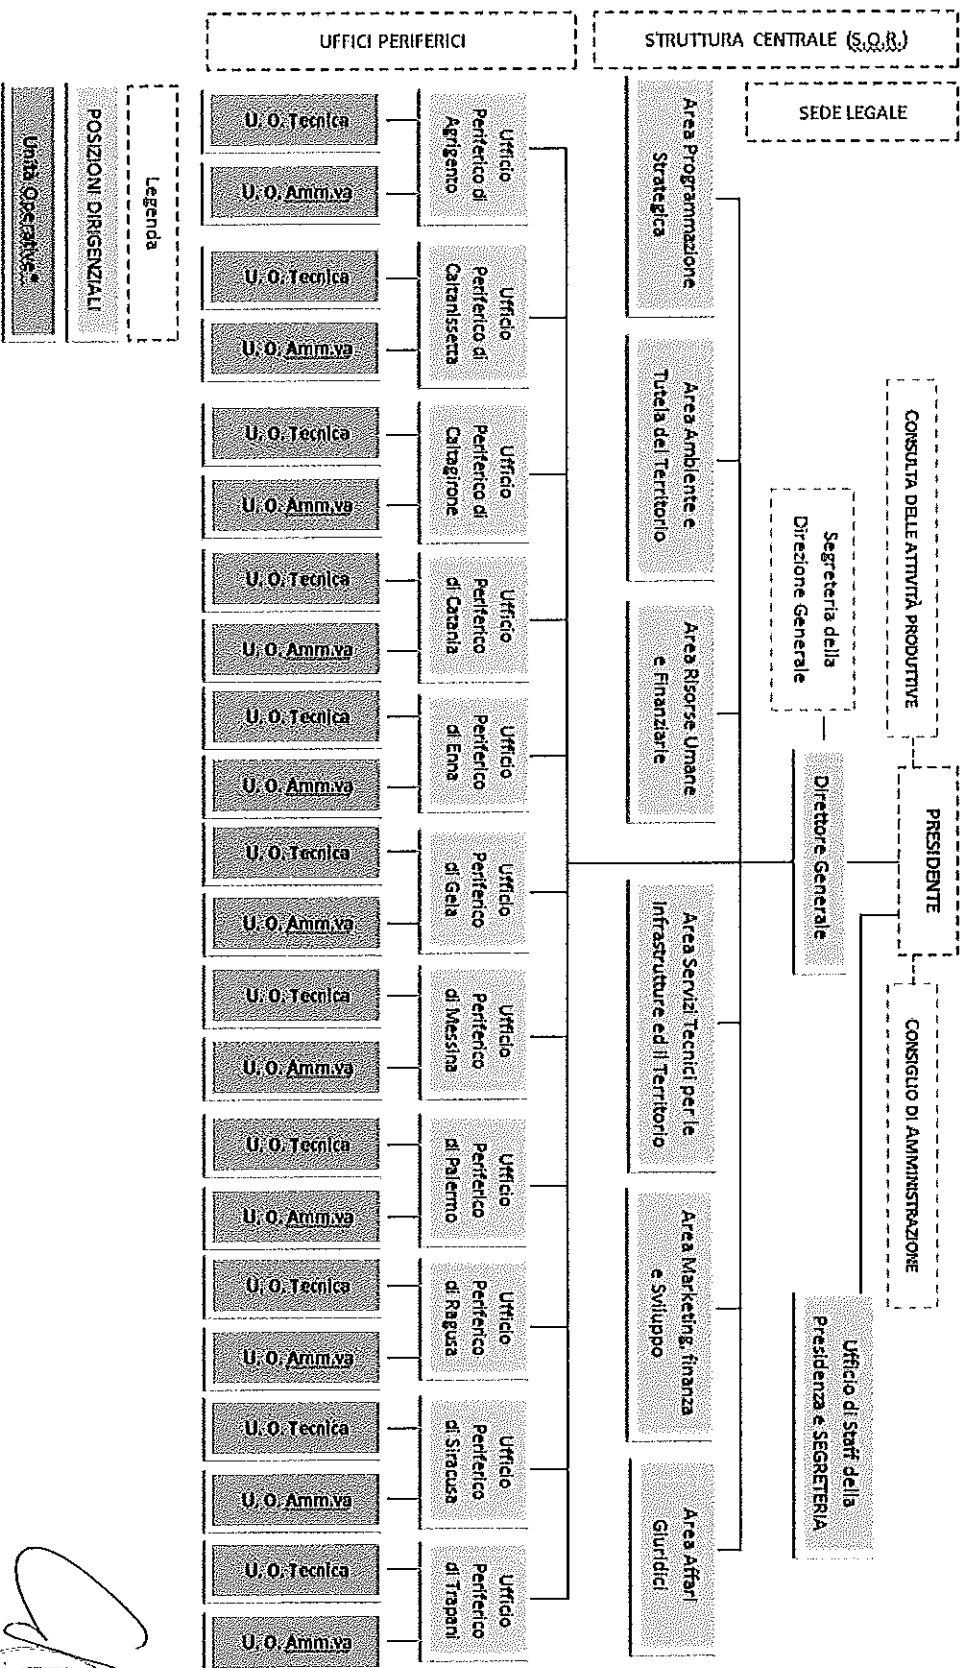 PRESIDENTE
CONSULTA DELLE ATTIVITÀ PRODUTTIVE
CONSIGLIO DI AMMINISTRAZIONE
Segreteria della
Direzione Generale
Direttore Generale
Ufficio di Staff della
Presidenza e SEGRETERIA
STRUTTURA CENTRALE (S.O.R.)
SEDE LEGALE
Area Programmazione
Strategica
Area Ambiente e
Tutela del Territorio
Area Risorse Umane
e Finanziarie
Area Servizi Tecnici per le
Infrastrutture ed il Territorio
Area Marketing, finanza
e Sviluppo
Area Affari
Giuridici
UFFICI PERIFERICI
Ufficio
Periferico di
Agrigento
Ufficio
Periferico di
Caltanissetta
Ufficio
Periferico di
Caltagirone
Ufficio
Periferico
di Catania
Ufficio
Periferico
di Enna
Ufficio
Periferico
di Gela
Ufficio
Periferico
di Messina
Ufficio
Periferico
di Palermo
Ufficio
Periferico
di Ragusa
Ufficio
Periferico
di Siracusa
Ufficio
Periferico
di Trapani
U. O. Tecnica
U. O. Amm.va
U. O. Tecnica
U. O. Amm.va
U. O. Tecnica
U. O. Amm.va
U. O. Tecnica
U. O. Amm.va
U. O. Tecnica
U. O. Amm.va
U. O. Tecnica
U. O. Amm.va
U. O. Tecnica
U. O. Amm.va
U. O. Tecnica
U. O. Amm.va
U. O. Tecnica
U. O. Amm.va
U. O. Tecnica
U. O. Amm.va
U. O. Tecnica
U. O. Amm.va
Legenda
POSIZIONI DIRIGENZIALI
Unità Operative*